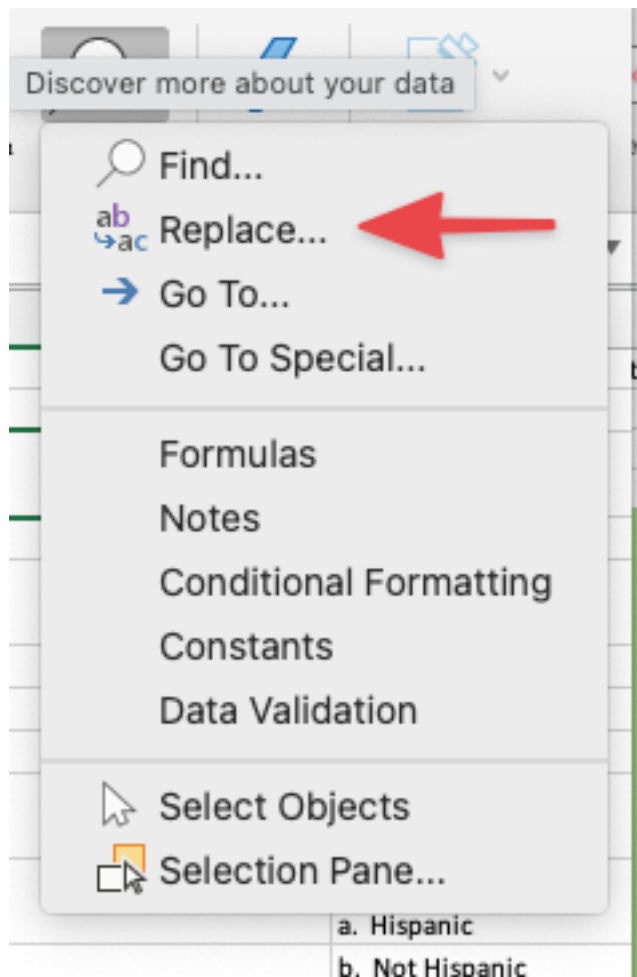 Discover more about your data
Find...
ab
ac
Replace...
Go To...
Go To Special...
Formulas
Notes
Conditional Formatting
Constants
Data Validation
Select Objects
Selection Pane...
a. Hispanic
b. Not Hispanic